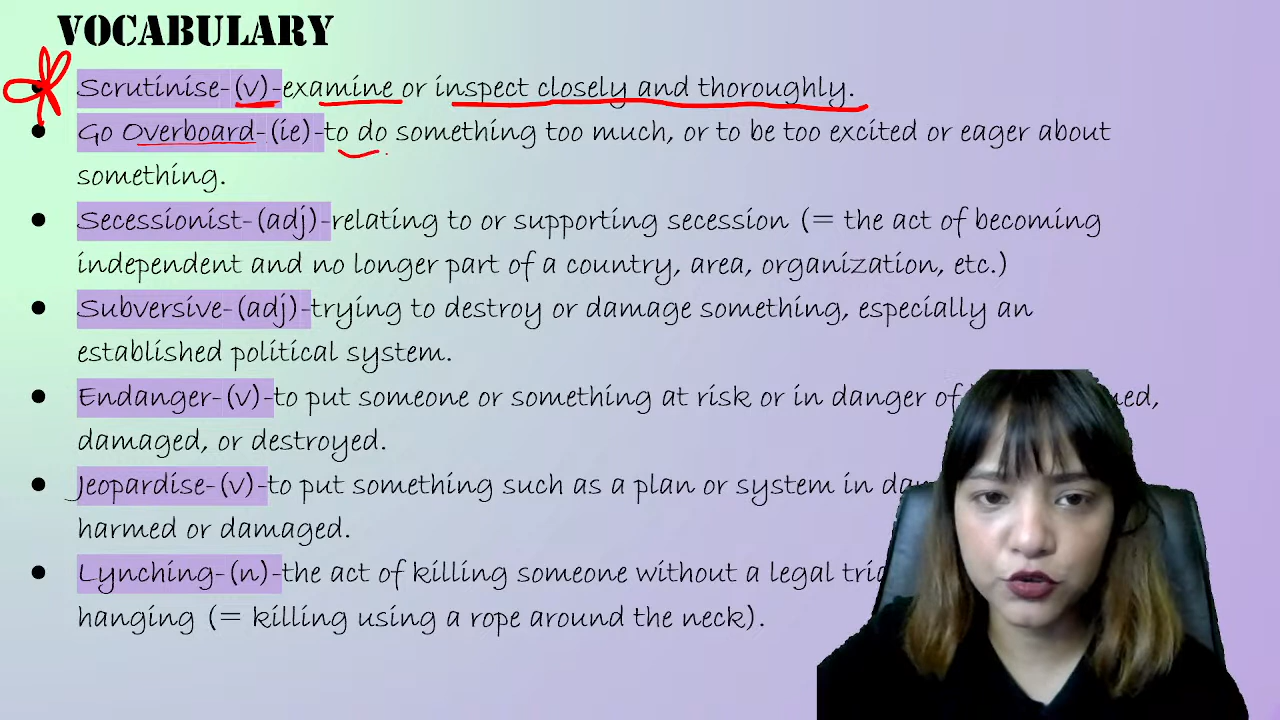 VOCABULARY
● Scrutinise-(v)-examine or inspect closely and thoroughly.
● Go Overboard-(ie)-to do something too much, or to be too excited or eager about
something.
● Secessionist-(adj)-relating to or supporting secession (= the act of becoming
independent and no longer part of a country, area, organization, etc.)
● Subversive-(adj)-trying to destroy or damage something, especially an
established political system.
● Endanger-(v)-to put someone or something at risk or in danger of
damaged, or destroyed.
● Jeopardise-(v)-to put something such as a plan or system in
harmed or damaged.
● Lynching-(n)-the act of killing someone without a legal
hanging (= killing using a rope around the neck).